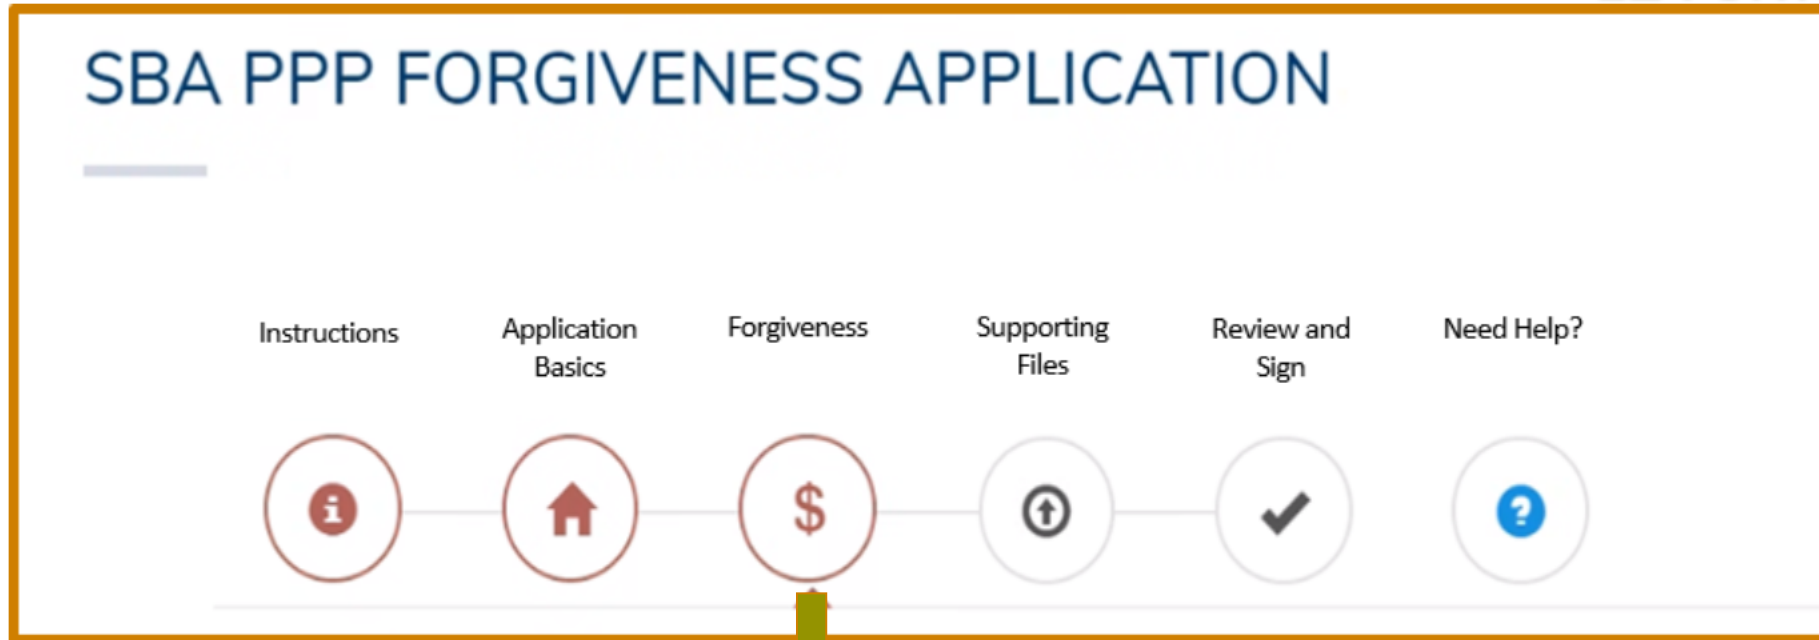 SBA PPP FORGIVENESS APPLICATION
Instructions
Application
Basics
Forgiveness
Supporting
Files
Review and
Sign
Need Help?
i
$
?